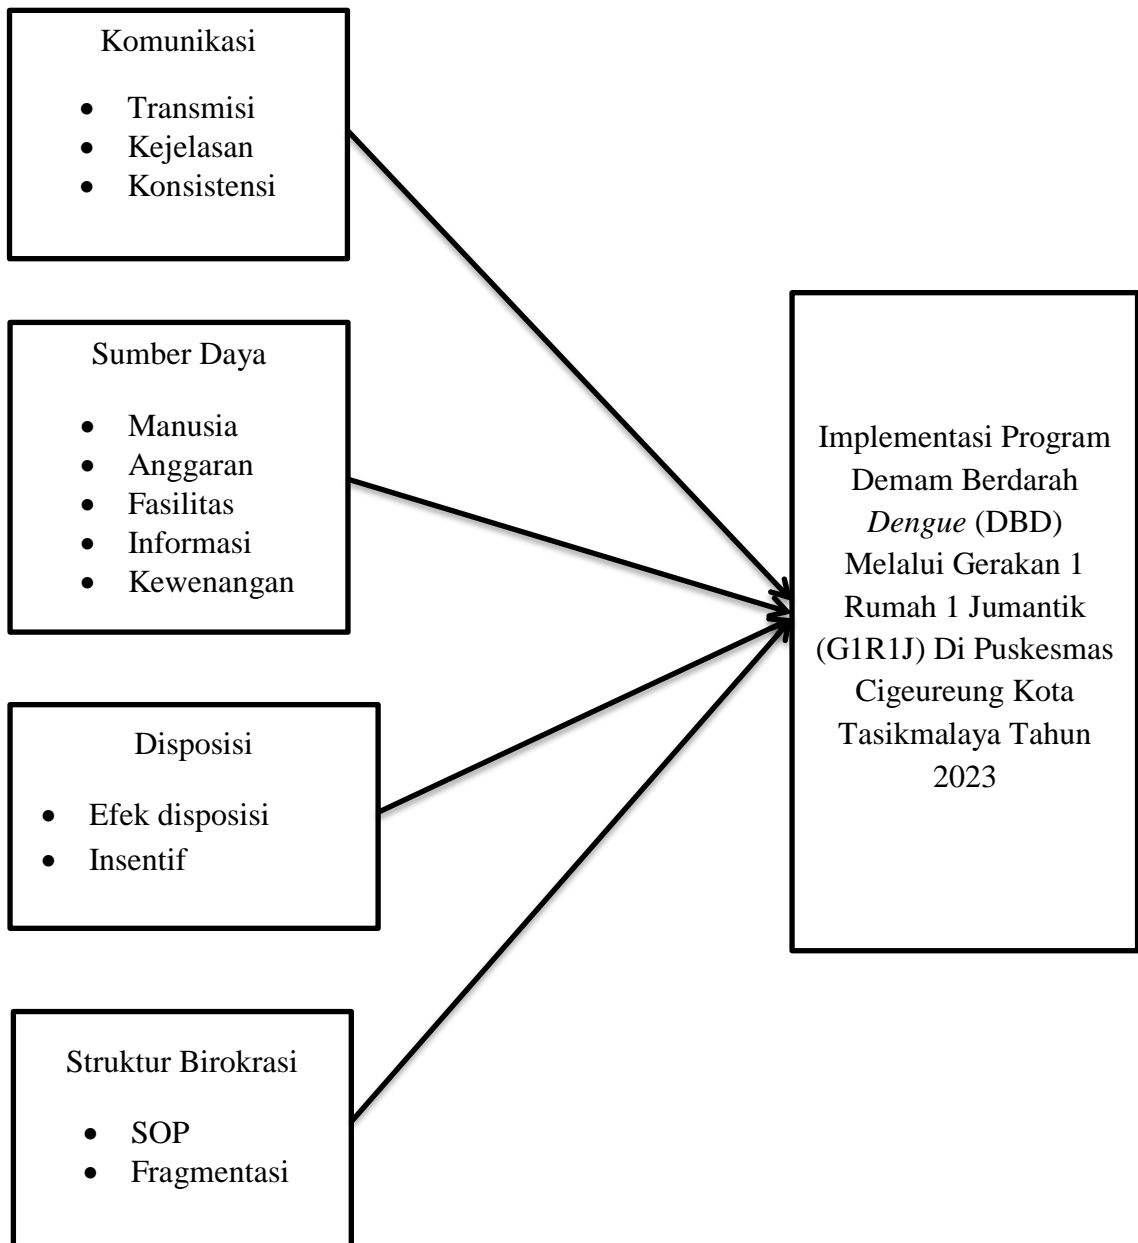 Komunikasi
• Transmisi
• Kejelasan
• Konsistensi
Sumber Daya
• Manusia
• Anggaran
• Fasilitas
• Informasi
• Kewenangan
Disposisi
• Efek disposisi
• Insentif
Struktur Birokrasi
• SOP
• Fragmentasi
Implementasi Program
Demam Berdarah
Dengue (DBD)
Melalui Gerakan 1
Rumah 1 Jumantik
(G1R1J) Di Puskesmas
Cigeureung Kota
Tasikmalaya Tahun
2023